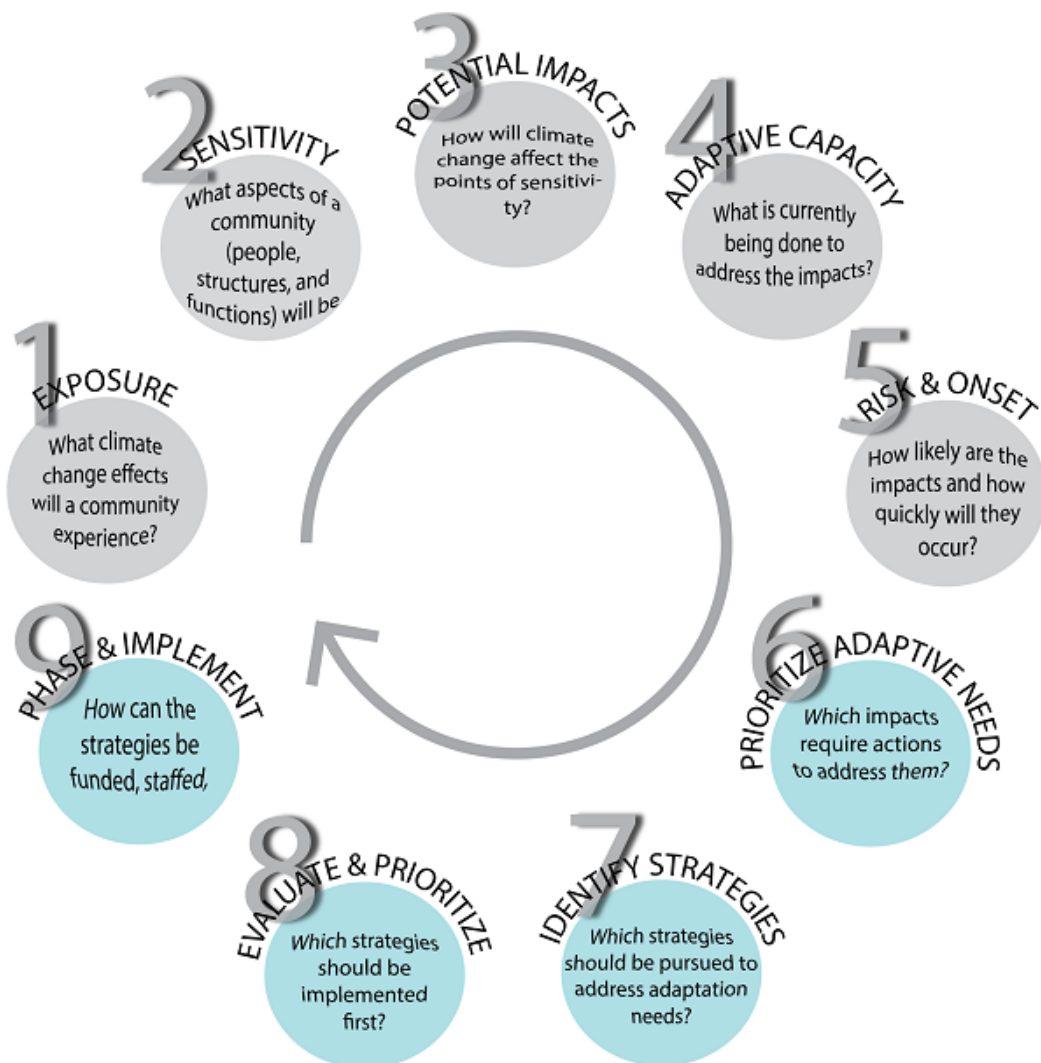 1
EXPOSURE
What climate
change effects
will a community
experience?
2
SENSITIVITY
What aspects of a
community
(people,
structures, and
functions) will be
3
POTENTIAL IMPACTS
How will climate
change affect the
points of sensitivi-
ty?
4
ADAPTIVE CAPACITY
What is currently
being done to
address the impacts?
5
RISK & ONSET
How likely are the
impacts and how
quickly will they
occur?
6
PRIORITIZE ADAPTIVE NEEDS
Which impacts
require actions
to address them?
7
IDENTIFY STRATEGIES
Which strategies
should be pursued to
address adaptation
needs?
8
EVALUATE & PRIORITIZE
Which strategies
should be
implemented
first?
9
PHASE & IMPLEMENT
How can the
strategies be
funded, staffed,